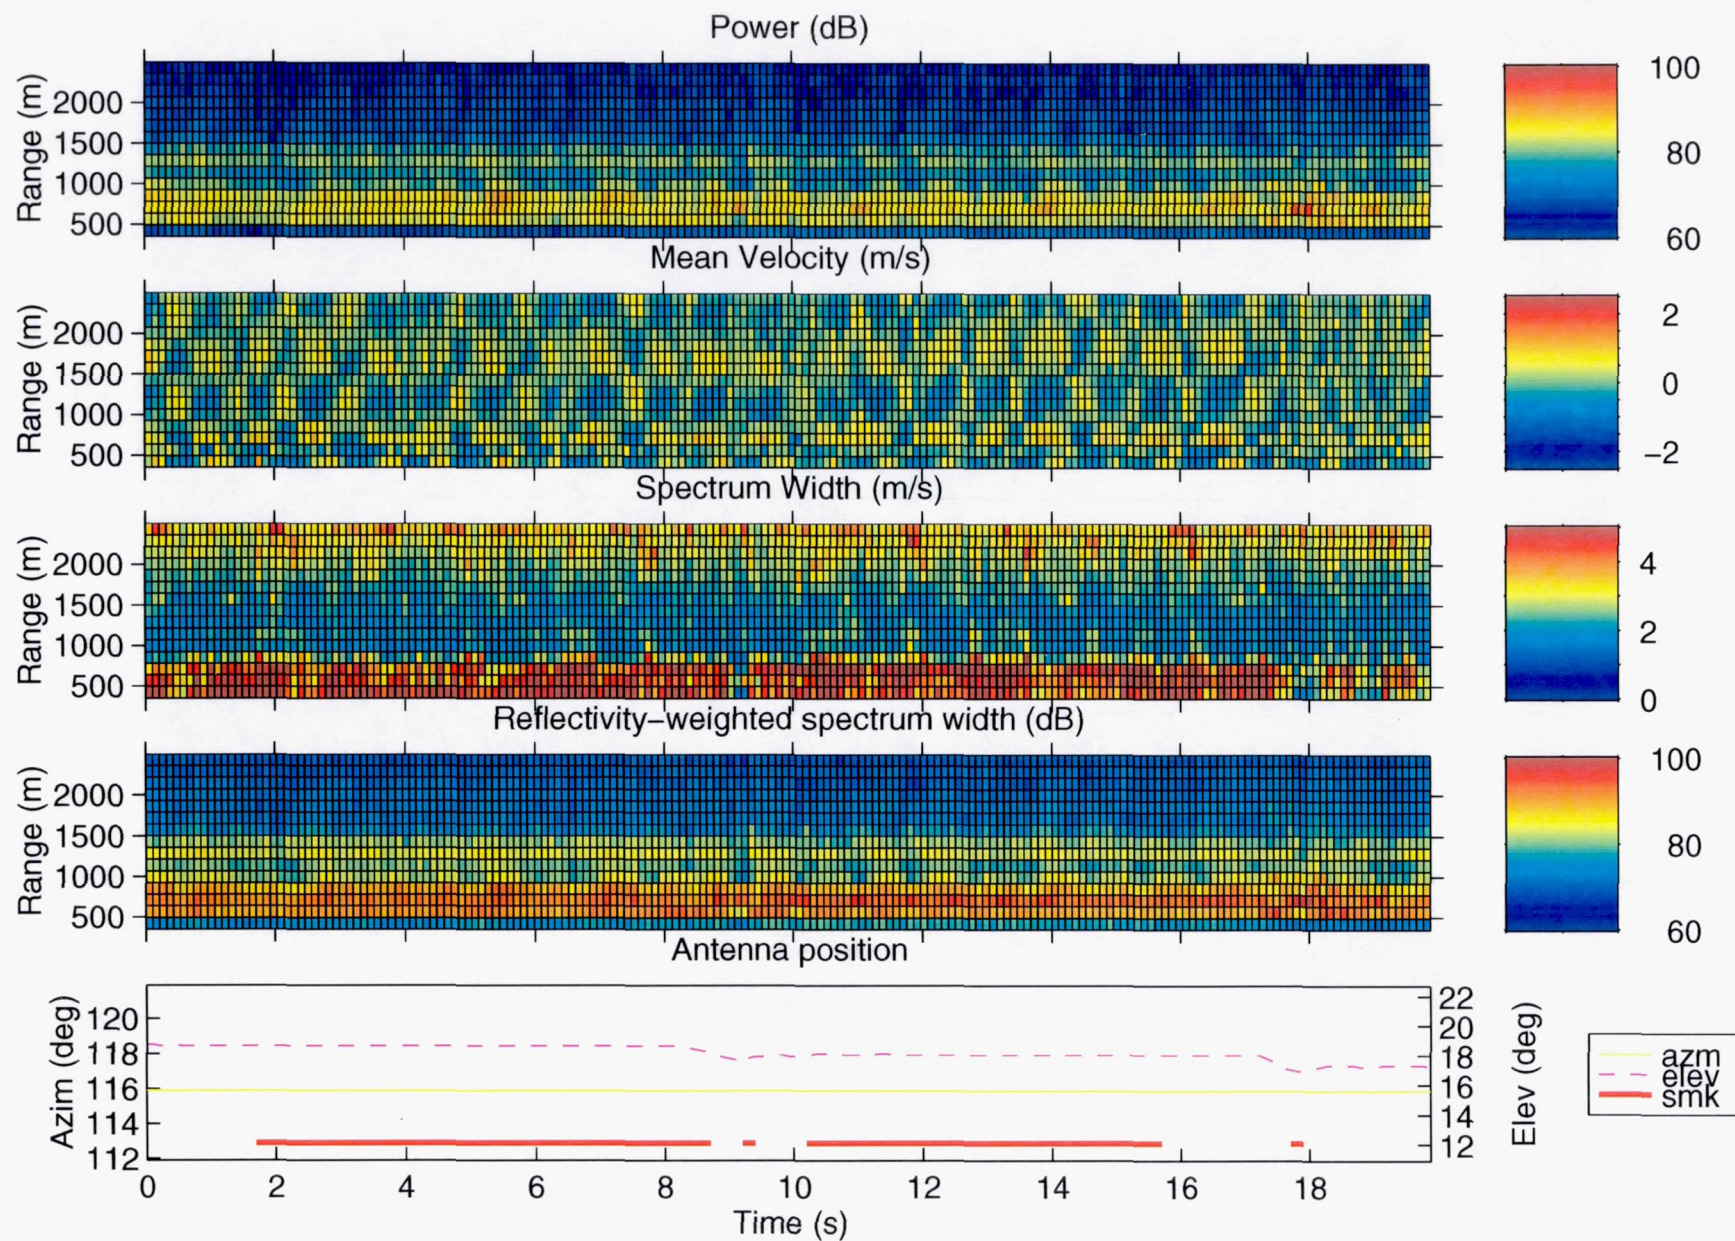 Power (dB)
Range (m)
2000
1500
1000
500
100
80
60
Mean Velocity (m/s)
Range (m)
2000
1500
1000
500
2
0
−2
Spectrum Width (m/s)
Range (m)
2000
1500
1000
500
4
2
0
Reflectivity−weighted spectrum width (dB)
Range (m)
2000
1500
1000
500
100
80
60
Antenna position
Azim (deg)
120
118
116
114
112
22
20
18
16
14
12
Elev (deg)
azm
elev
smk
0 2 4 6 8 10 12 14 16 18
Time (s)